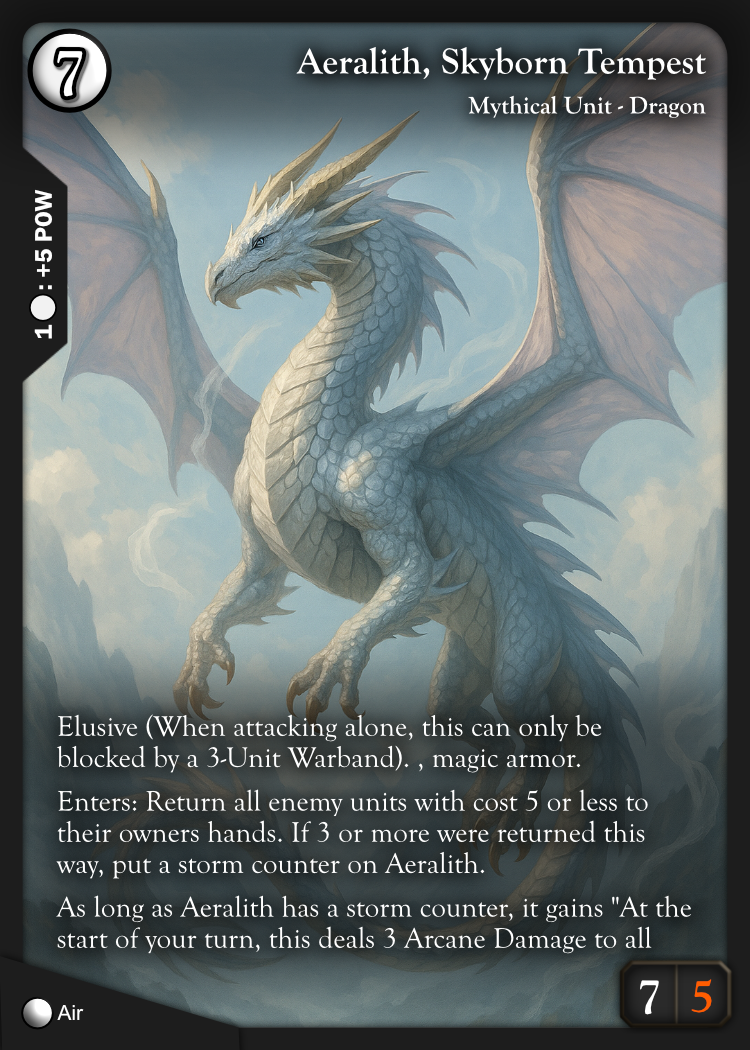 7
Aeralith, Skyborn Tempest
Mythical Unit - Dragon
1 : +5 POW
Elusive (When attacking alone, this can only be
blocked by a 3-Unit Warband). , magic armor.
Enters: Return all enemy units with cost 5 or less to
their owners hands. If 3 or more were returned this
way, put a storm counter on Aeralith.
As long as Aeralith has a storm counter, it gains "At the
start of your turn, this deals 3 Arcane Damage to all
7 5
Air